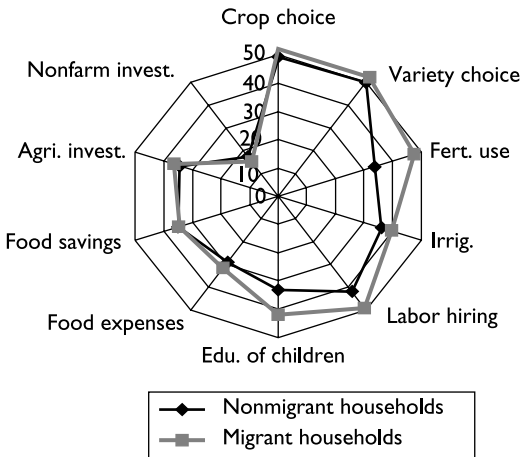 Crop choice
50
Nonfarm invest.
40
Variety choice
30
Agri. invest.
20
Fert. use
10
0
Food savings
Irrig.
Food expenses
Labor hiring
Edu. of children
Nonmigrant households
Migrant households